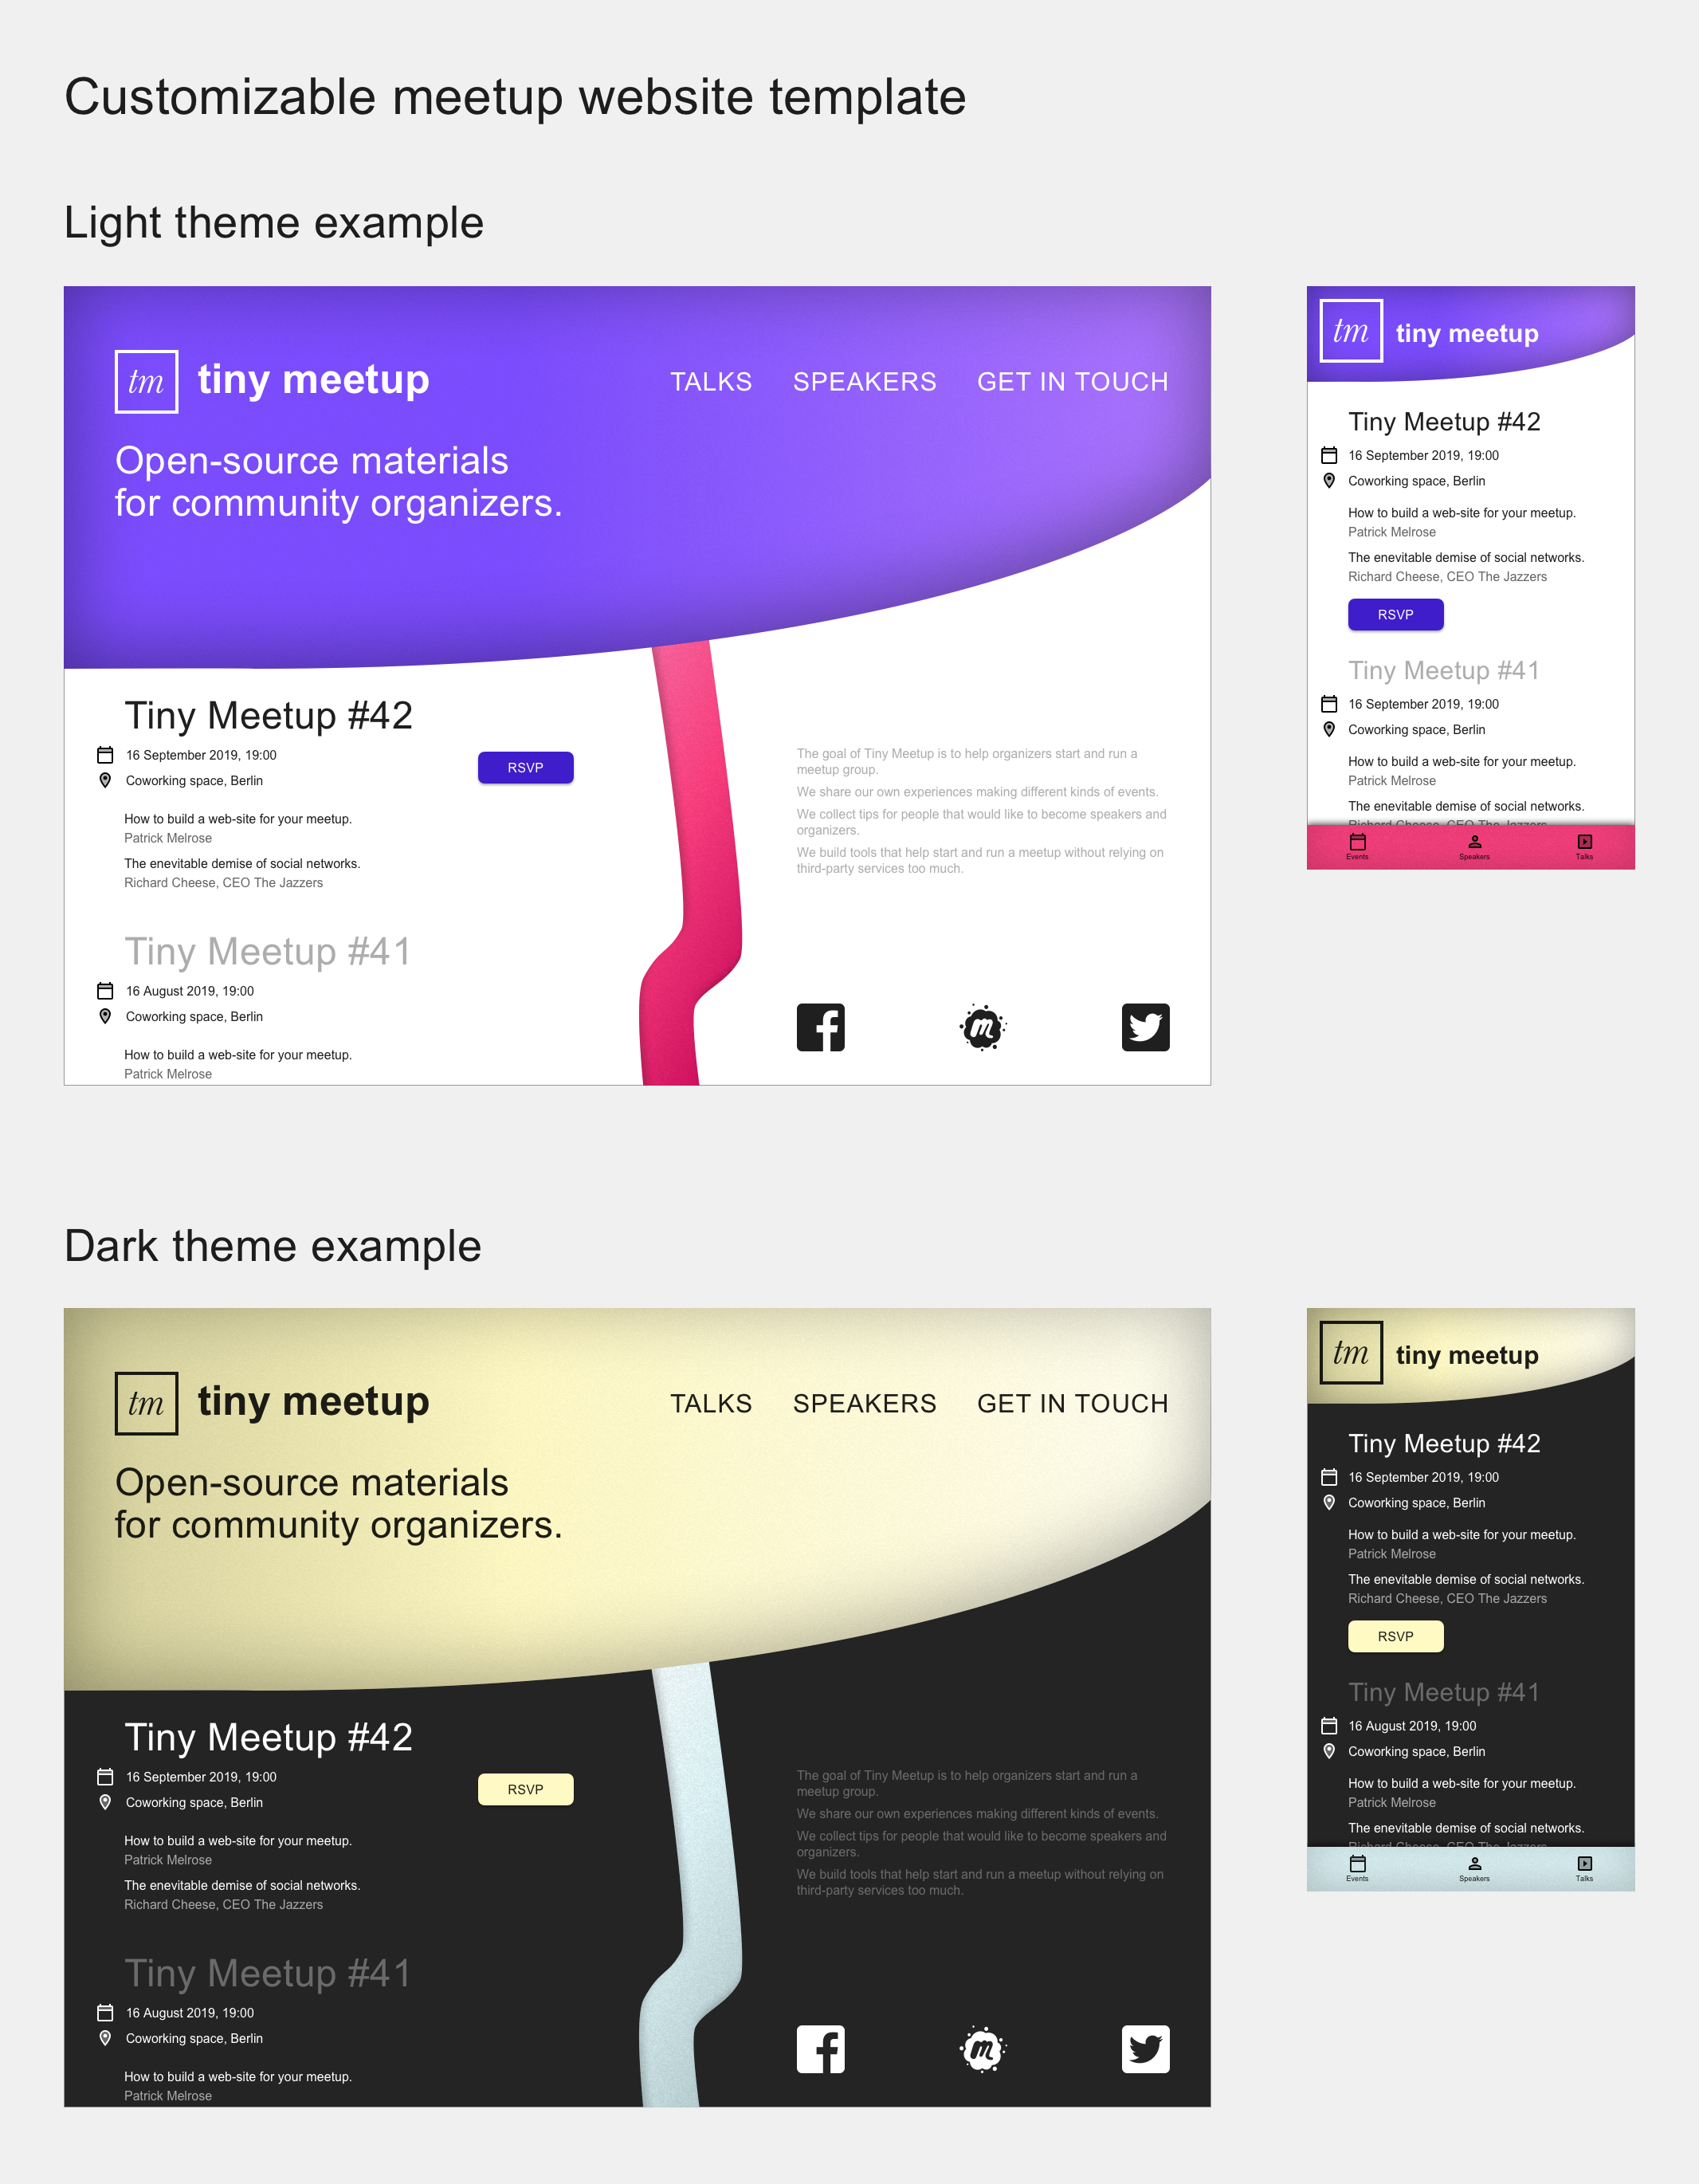 Customizable meetup website template
Light theme example
tm
tiny meetup
TALKS SPEAKERS GET IN TOUCH
Open-source materials
for community organizers.
Tiny Meetup #42
16 September 2019, 19:00
Coworking space, Berlin
RSVP
How to build a web-site for your meetup.
Patrick Melrose
The enevitable demise of social networks.
Richard Cheese, CEO The Jazzers
Tiny Meetup #41
16 August 2019, 19:00
Coworking space, Berlin
How to build a web-site for your meetup.
Patrick Melrose
The goal of Tiny Meetup is to help organizers start and run a
meetup group.
We share our own experiences making different kinds of events.
We collect tips for people that would like to become speakers and
organizers.
We build tools that help start and run a meetup without relying on
third-party services too much.
f
m
tm
tiny meetup
Tiny Meetup #42
16 September 2019, 19:00
Coworking space, Berlin
How to build a web-site for your meetup.
Patrick Melrose
The enevitable demise of social networks.
Richard Cheese, CEO The Jazzers
RSVP
Tiny Meetup #41
16 September 2019, 19:00
Coworking space, Berlin
How to build a web-site for your meetup.
Patrick Melrose
The enevitable demise of social networks.
Richard Cheese, CEO The Jazzers
Events Speakers Talks
Dark theme example
tm
tiny meetup
TALKS SPEAKERS GET IN TOUCH
Open-source materials
for community organizers.
Tiny Meetup #42
16 September 2019, 19:00
Coworking space, Berlin
RSVP
How to build a web-site for your meetup.
Patrick Melrose
The enevitable demise of social networks.
Richard Cheese, CEO The Jazzers
Tiny Meetup #41
16 August 2019, 19:00
Coworking space, Berlin
How to build a web-site for your meetup.
Patrick Melrose
The goal of Tiny Meetup is to help organizers start and run a
meetup group.
We share our own experiences making different kinds of events.
We collect tips for people that would like to become speakers and
organizers.
We build tools that help start and run a meetup without relying on
third-party services too much.
f
m
tm
tiny meetup
Tiny Meetup #42
16 September 2019, 19:00
Coworking space, Berlin
How to build a web-site for your meetup.
Patrick Melrose
The enevitable demise of social networks.
Richard Cheese, CEO The Jazzers
RSVP
Tiny Meetup #41
16 August 2019, 19:00
Coworking space, Berlin
How to build a web-site for your meetup.
Patrick Melrose
The enevitable demise of social networks.
Richard Cheese, CEO The Jazzers
Events Speakers Talks